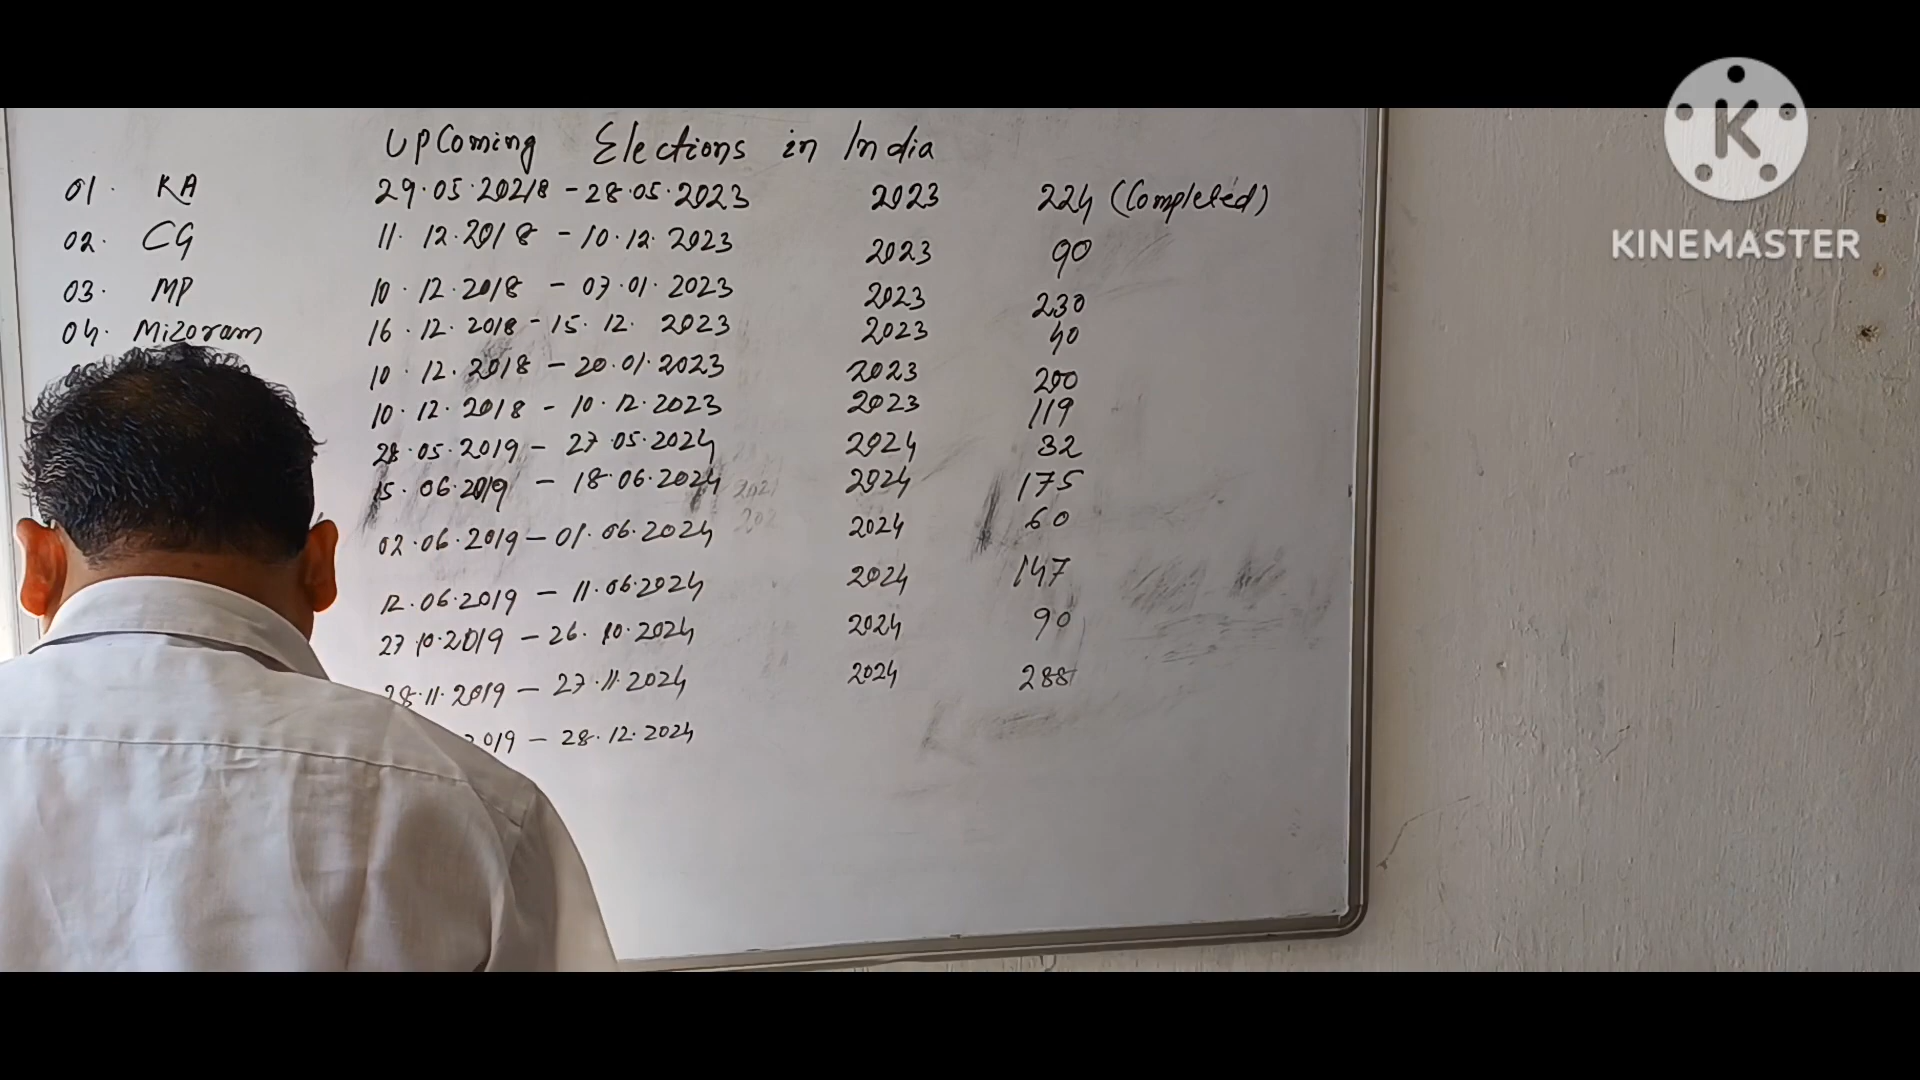 UpComing Elections in India
01. KA 29.05.20218 - 28.05.2023 2023 224 (Completed)
02. CG 11.12.2018 - 10.12.2023 2023 90
03. MP 10.12.2018 - 07.01.2023 2023 230
04. Mizoram 16.12.2018 - 15.12.2023 2023 40
10.12.2018 - 20.01.2023 2023 200
10.12.2018 - 10.12.2023 2023 119
28.05.2019 - 27.05.2024 2024 32
15.06.2019 - 18.06.2024 2024 175
02.06.2019 - 01.06.2024 2024 60
12.06.2019 - 11.06.2024 2024 147
27.10.2019 - 26.10.2024 2024 90
28.11.2019 - 27.11.2024 2024 288
2019 - 28.12.2024
K
KINEMASTER